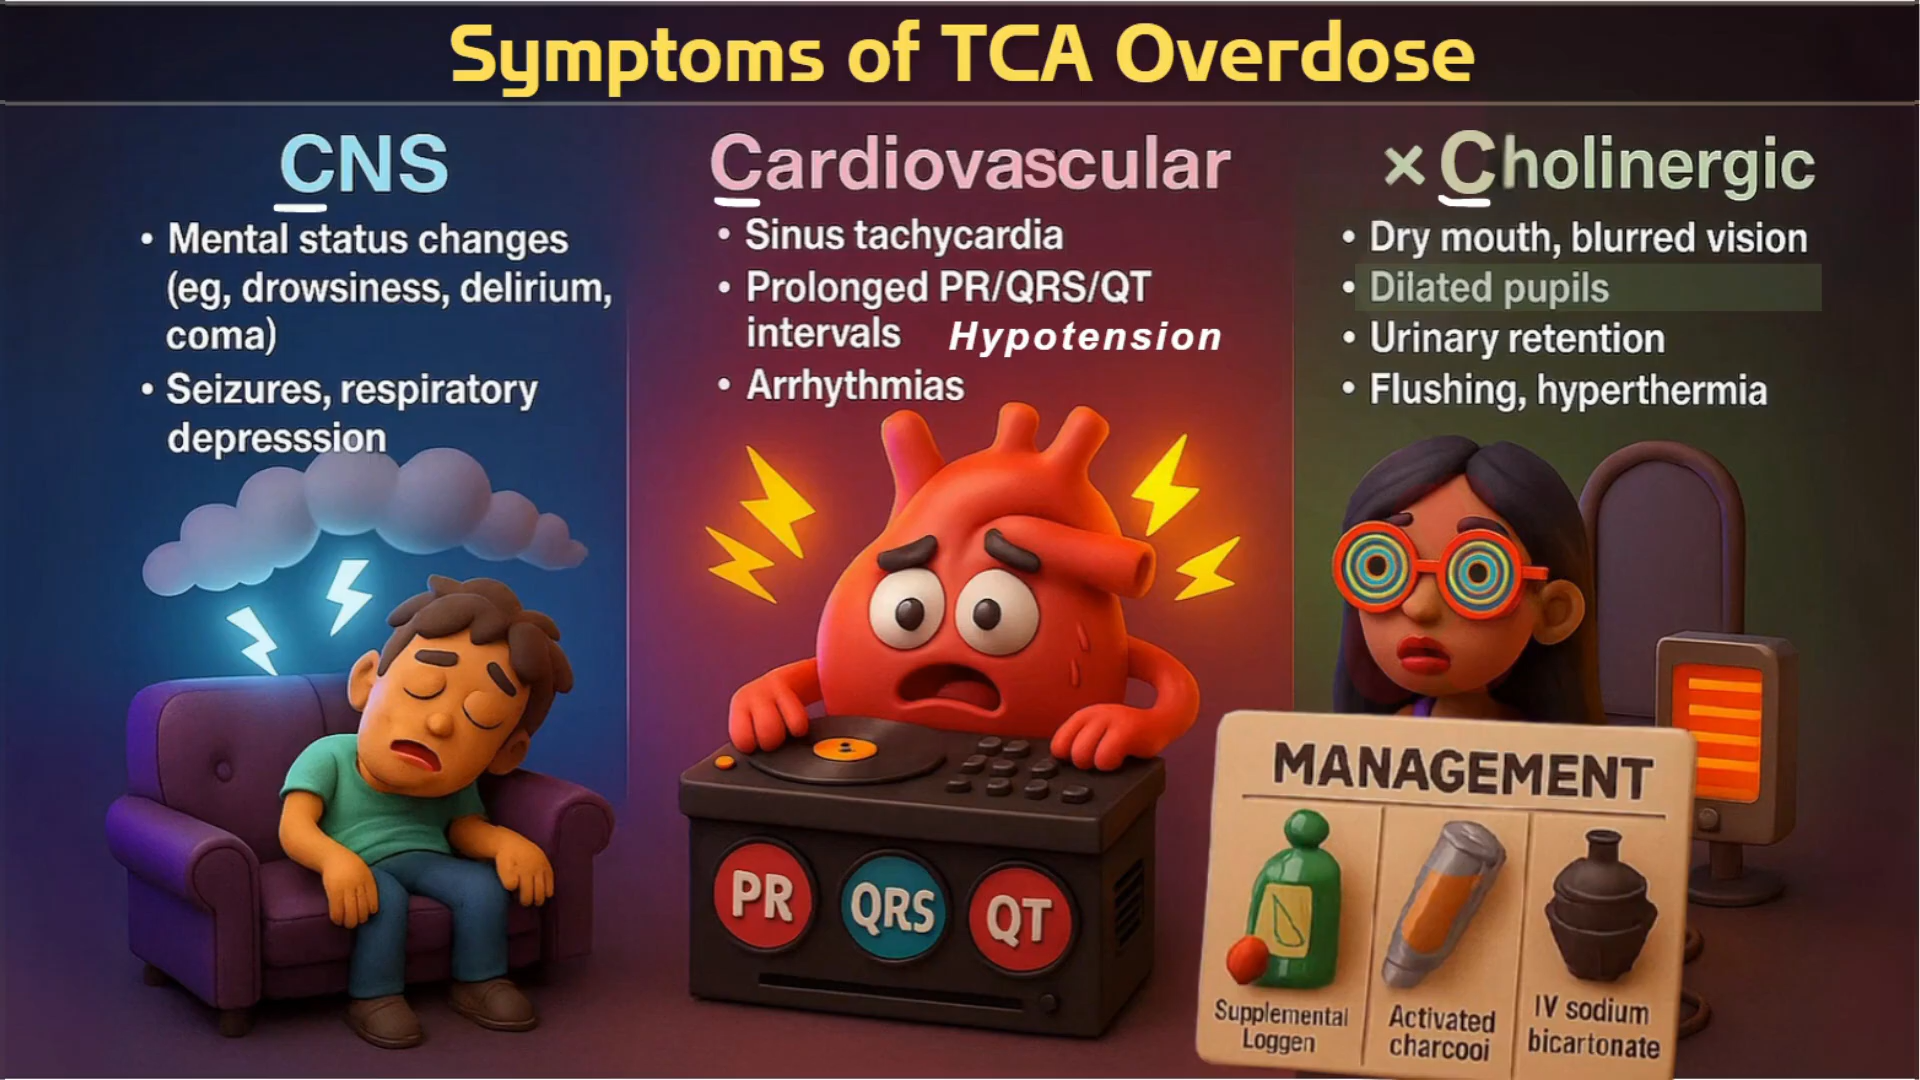 Symptoms of TCA Overdose
CNS
• Mental status changes
(eg, drowsiness, delirium,
coma)
• Seizures, respiratory
depresssion
Cardiovascular
• Sinus tachycardia
• Prolonged PR/QRS/QT
intervals
Hypotension
• Arrhythmias
PR
QRS
QT
× Cholinergic
• Dry mouth, blurred vision
• Dilated pupils
• Urinary retention
• Flushing, hyperthermia
MANAGEMENT
Supplemental
Loggen
Activated
charcooi
IV sodium
bicartonate